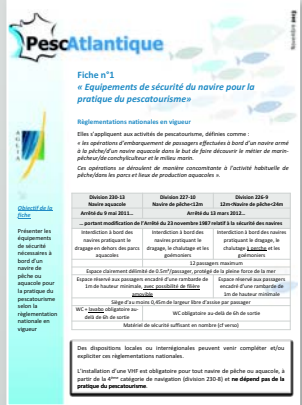 Novembre 2013
PescAtlantique
Fiche n°1
« Equipements de sécurité du navire pour la
pratique du pescatourisme»
Règlementations nationales en vigueur
Elles s'appliquent aux activités de pescatourisme, définies comme :
« les opérations d'embarquement de passagers effectuées à bord d'un navire armé
à la pêche/d'un navire aquacole dans le but de faire découvrir le métier de marin-
pêcheur/de conchyliculteur et le milieu marin.
Ces opérations se déroulent de manière concomitante à l'activité habituelle de
pêche/dans les parcs et lieux de production aquacoles ».
AGLIA
Objectif de la
fiche
Présenter les
équipements
de sécurité
nécessaires à
bord d'un
navire de
pêche ou
aquacole pour
la pratique du
pescatourisme
selon la
règlementation
nationale en
vigueur
Division 230-13
Navire aquacole
Division 227-10
Navire de pêche<12m
Division 226-9
12m<Navire de pêche<24m
Arrêté du 9 mai 2011…
Arrêté du 13 mars 2012…
… portant modification de l'Arrêté du 23 novembre 1987 relatif à la sécurité des navires
Interdiction à bord des
navires pratiquant le
dragage en dehors des parcs
aquacoles
Interdiction à bord des
navires pratiquant le
dragage, le chalutage et les
goémoniers
Interdiction à bord des
navires pratiquant le dragage,
le chalutage à perche et les
goémoniers
12 passagers maximum
Espace clairement délimité de 0.5m²/passager, protégé de la pleine force de la mer
Espace réservé aux passagers encadré d'une rambarde de
1m de hauteur minimale, avec possibilité de filière
amovible
Espace réservé aux passagers
encadré d'une rambarde de
1m de hauteur minimale
Siège d'au moins 0,45m de largeur libre d'assise par passager
WC + lavabo obligatoire au-
delà de 6h de sortie
WC obligatoire au-delà de 6h de sortie
Matériel de sécurité suffisant en nombre (cf verso)
Des dispositions locales ou interrégionales peuvent venir compléter et/ou
expliciter ces règlementations nationales.
L'installation d'une VHF est obligatoire pour tout navire de pêche ou aquacole, à
partir de la 4ème catégorie de navigation (division 230-8) et ne dépend pas de la
pratique du pescatourisme.